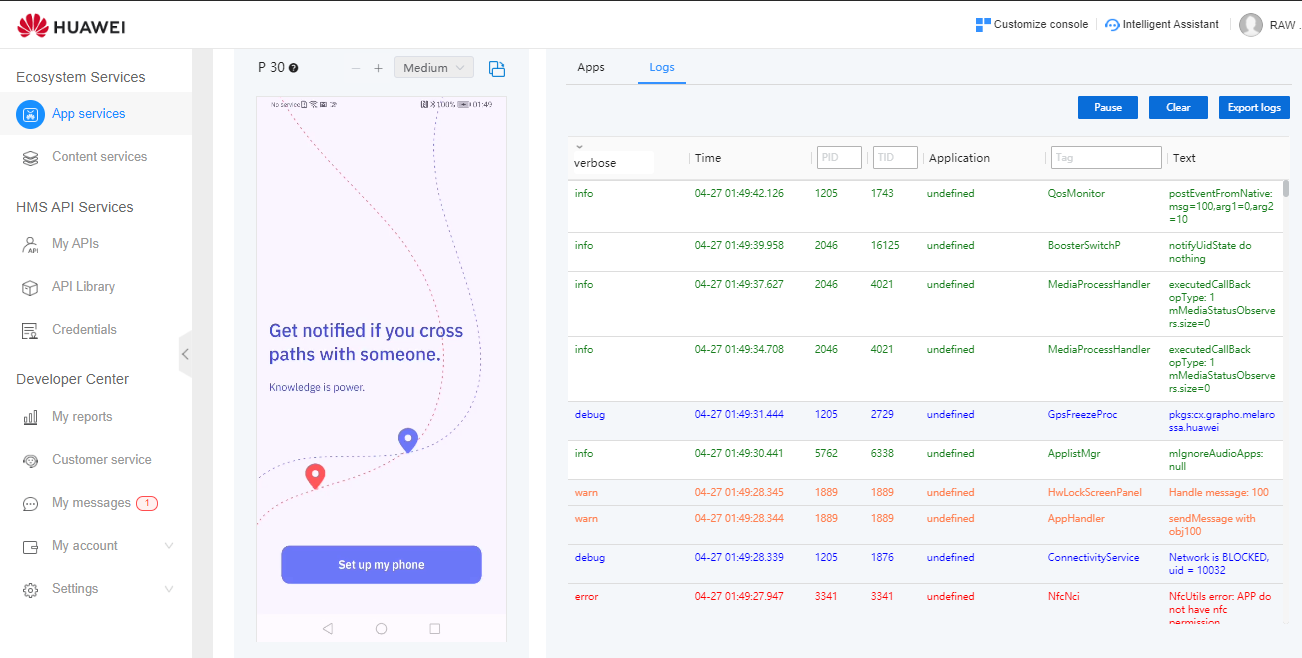 HUAWEI
Customize console
Intelligent Assistant
RAW .
Ecosystem Services
App services
Content services
HMS API Services
My APIs
API Library
Credentials
Developer Center
My reports
Customer service
My messages 1
My account
Settings
P 30 ?
− + Medium
No service 100% 01:49
Get notified if you cross
paths with someone.
Knowledge is power.
Set up my phone
Apps Logs
Pause Clear Export logs
verbose Time PID TID Application Tag Text
info 04-27 01:49:42.126 1205 1743 undefined QosMonitor postEventFromNative:
msg=100,arg1=0,arg2
=10
info 04-27 01:49:39.958 2046 16125 undefined BoosterSwitchP notifyUidState do
nothing
info 04-27 01:49:37.627 2046 4021 undefined MediaProcessHandler executedCallBack
opType: 1
mMediaStatusObserve
rs.size=0
info 04-27 01:49:34.708 2046 4021 undefined MediaProcessHandler executedCallBack
opType: 1
mMediaStatusObserve
rs.size=0
debug 04-27 01:49:31.444 1205 2729 undefined GpsFreezeProc pkgs:cx.grapho.melaro
ssa.huawei
info 04-27 01:49:30.441 5762 6338 undefined ApplistMgr mIgnoreAudioApps:
null
warn 04-27 01:49:28.345 1889 1889 undefined HwLockScreenPanel Handle message: 100
warn 04-27 01:49:28.344 1889 1889 undefined AppHandler sendMessage with
obj100
debug 04-27 01:49:28.339 1205 1876 undefined ConnectivityService Network is BLOCKED,
uid = 10032
error 04-27 01:49:27.947 3341 3341 undefined NfcNci NfcUtils error: APP do
not have nfc
permission